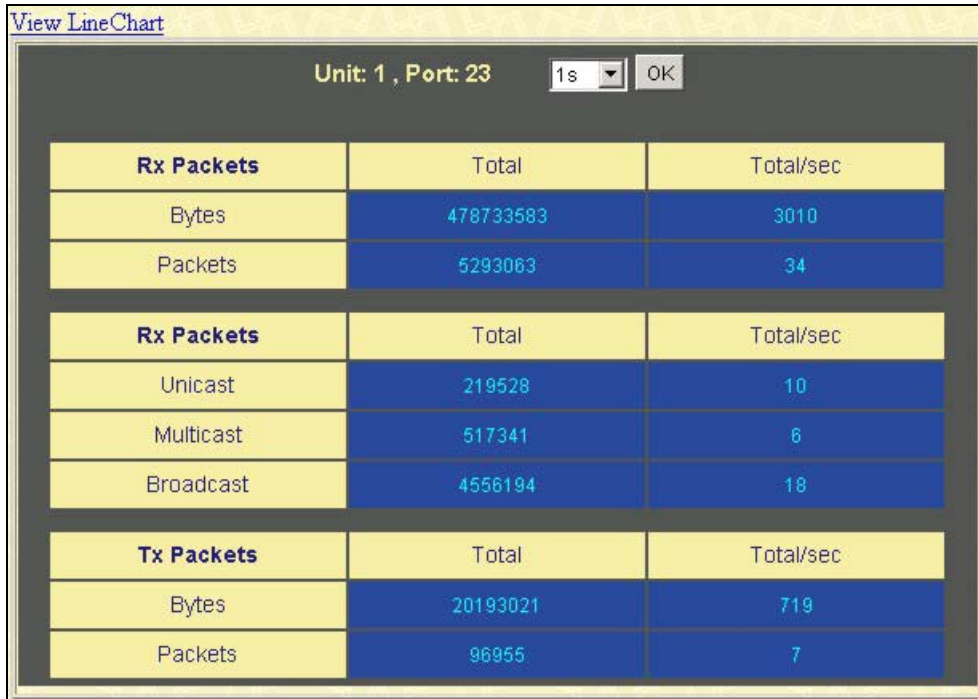 View LineChart
Unit: 1 , Port: 23 1s OK
Rx Packets Total Total/sec
Bytes 478733583 3010
Packets 5293063 34
Rx Packets Total Total/sec
Unicast 219528 10
Multicast 517341 6
Broadcast 4556194 18
Tx Packets Total Total/sec
Bytes 20193021 719
Packets 96955 7